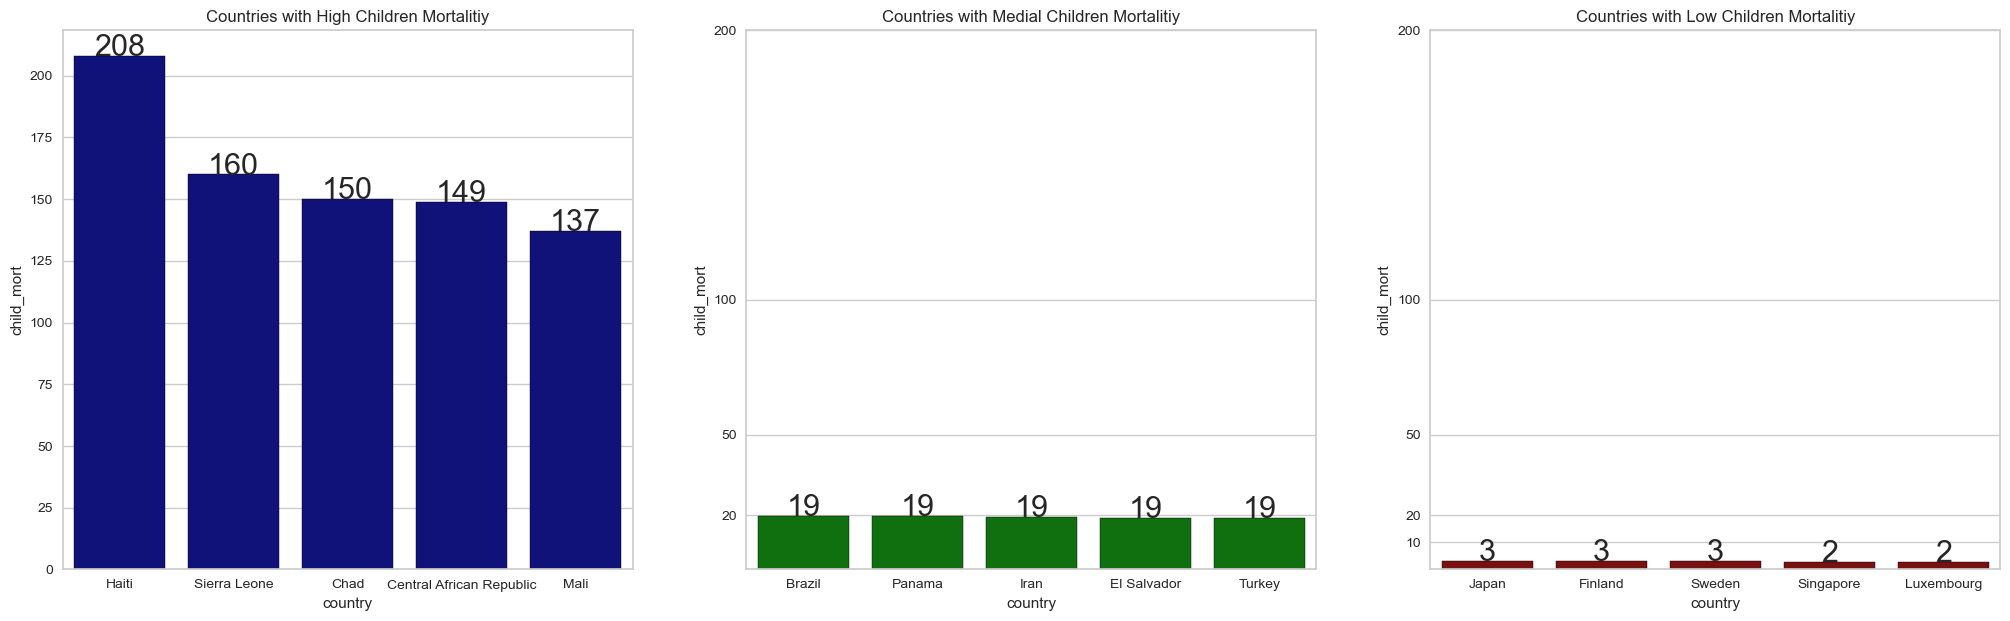 Countries with High Children Mortalitiy
child_mort
200
175
150
125
100
75
50
25
0
208
160
150
149
137
Haiti
Sierra Leone
Chad
Central African Republic
Mali
country
Countries with Medial Children Mortalitiy
child_mort
200
100
50
20
19
19
19
19
19
Brazil
Panama
Iran
El Salvador
Turkey
country
Countries with Low Children Mortalitiy
child_mort
200
100
50
20
10
3
3
3
2
2
Japan
Finland
Sweden
Singapore
Luxembourg
country